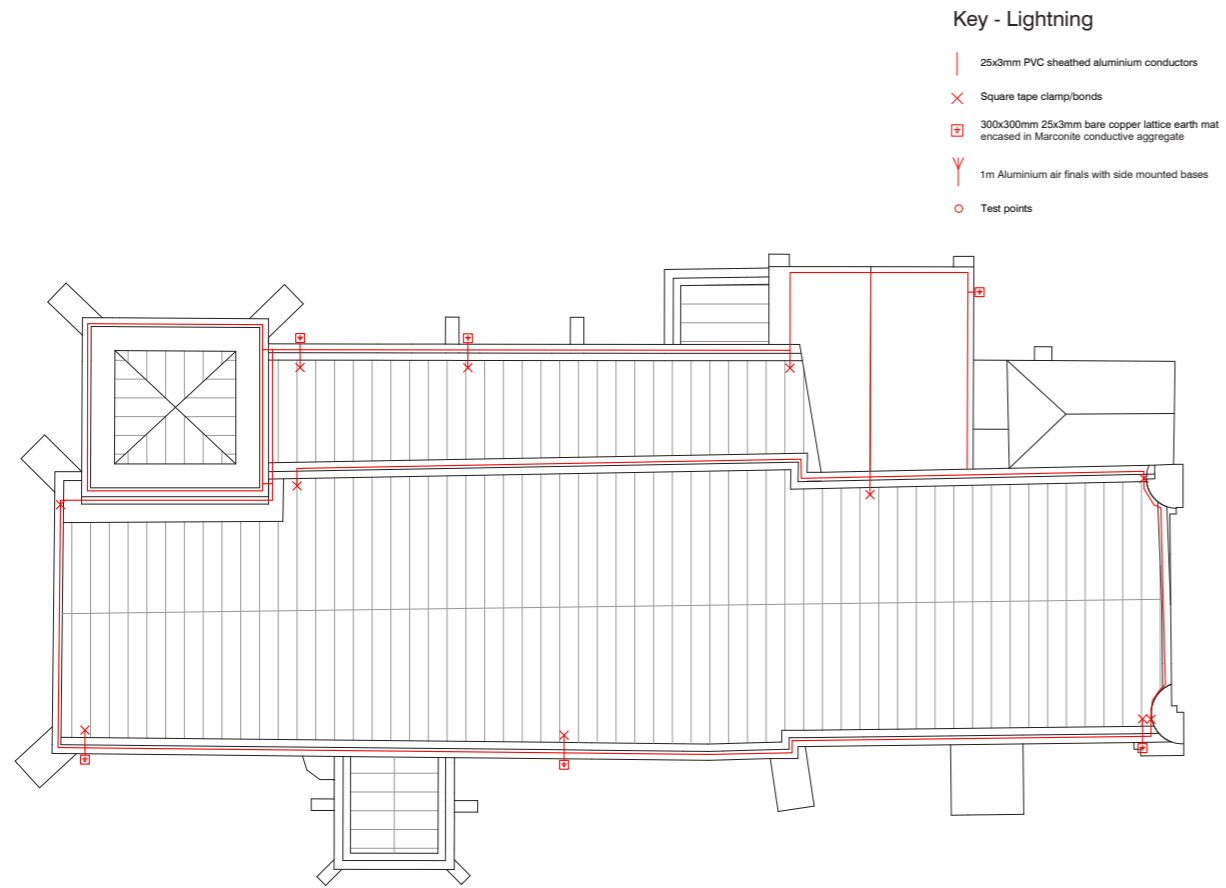 Key - Lightning
25x3mm PVC sheathed aluminium conductors
Square tape clamp/bonds
300x300mm 25x3mm bare copper lattice earth mat
encased in Marconite conductive aggregate
1m Aluminium air finals with side mounted bases
Test points